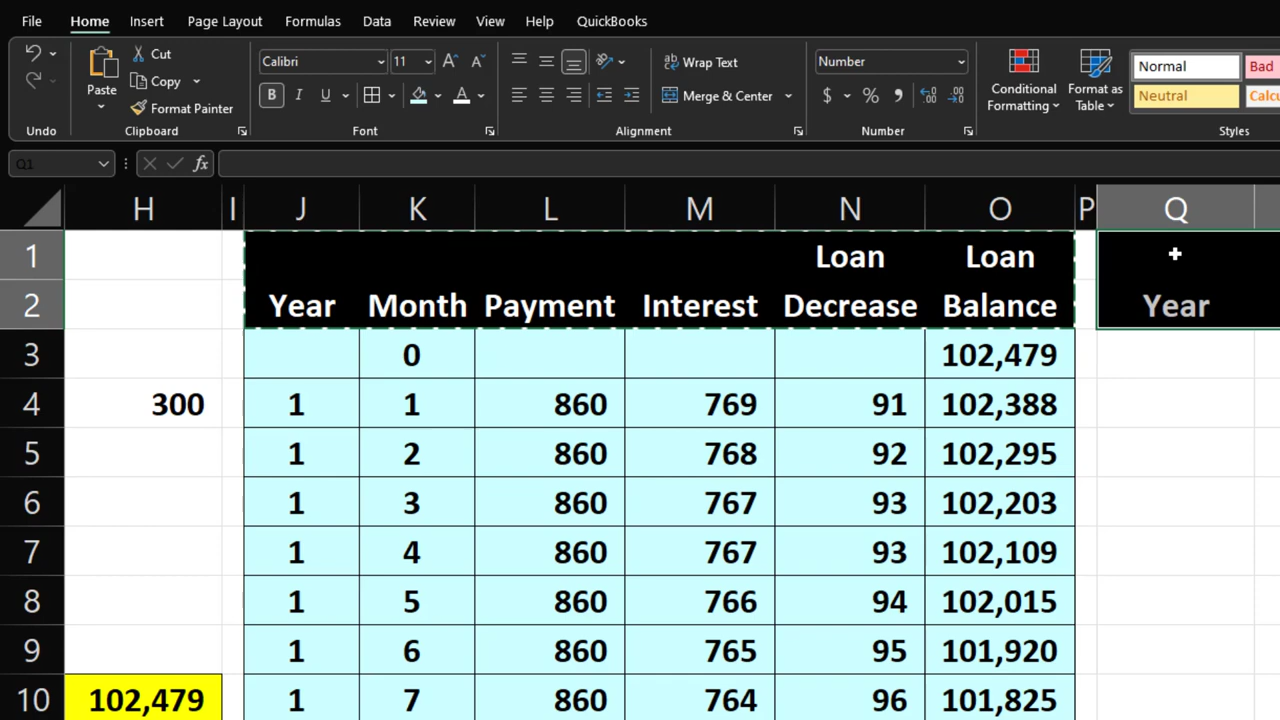 File Home Insert Page Layout Formulas Data Review View Help QuickBooks
Cut
Copy
Format Painter
Paste
Undo Clipboard
Calibri 11
B I U
Font
Wrap Text
Merge & Center
Alignment
Number
$ % 9
Number
Conditional Formatting
Format as Table
Normal Bad
Neutral
Styles
Q1 fx
H I J K L M N O P Q
1 Loan Loan
2 Year Month Payment Interest Decrease Balance Year
3 0 102,479
4 300 1 1 860 769 91 102,388
5 1 2 860 768 92 102,295
6 1 3 860 767 93 102,203
7 1 4 860 767 93 102,109
8 1 5 860 766 94 102,015
9 1 6 860 765 95 101,920
10 102,479 1 7 860 764 96 101,825